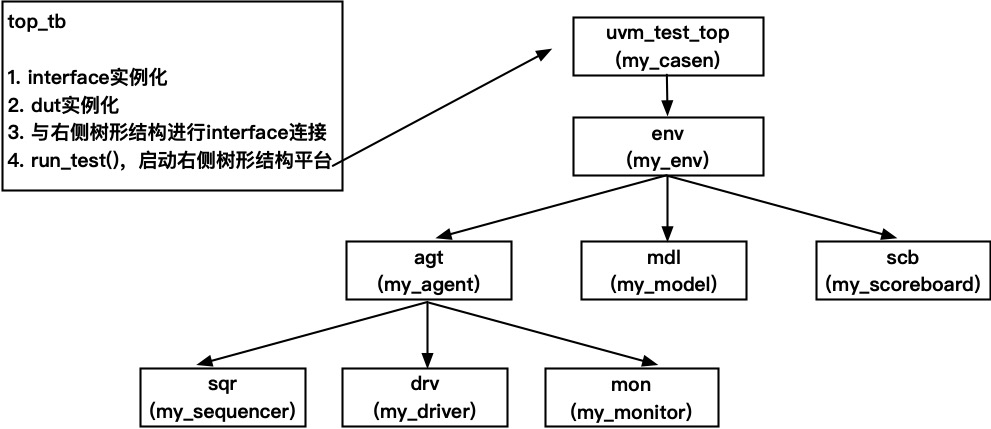 top_tb
1. interface实例化
2. dut实例化
3. 与右侧树形结构进行interface连接
4. run_test()，启动右侧树形结构平台
uvm_test_top
(my_casen)
env
(my_env)
agt
(my_agent)
mdl
(my_model)
scb
(my_scoreboard)
sqr
(my_sequencer)
drv
(my_driver)
mon
(my_monitor)